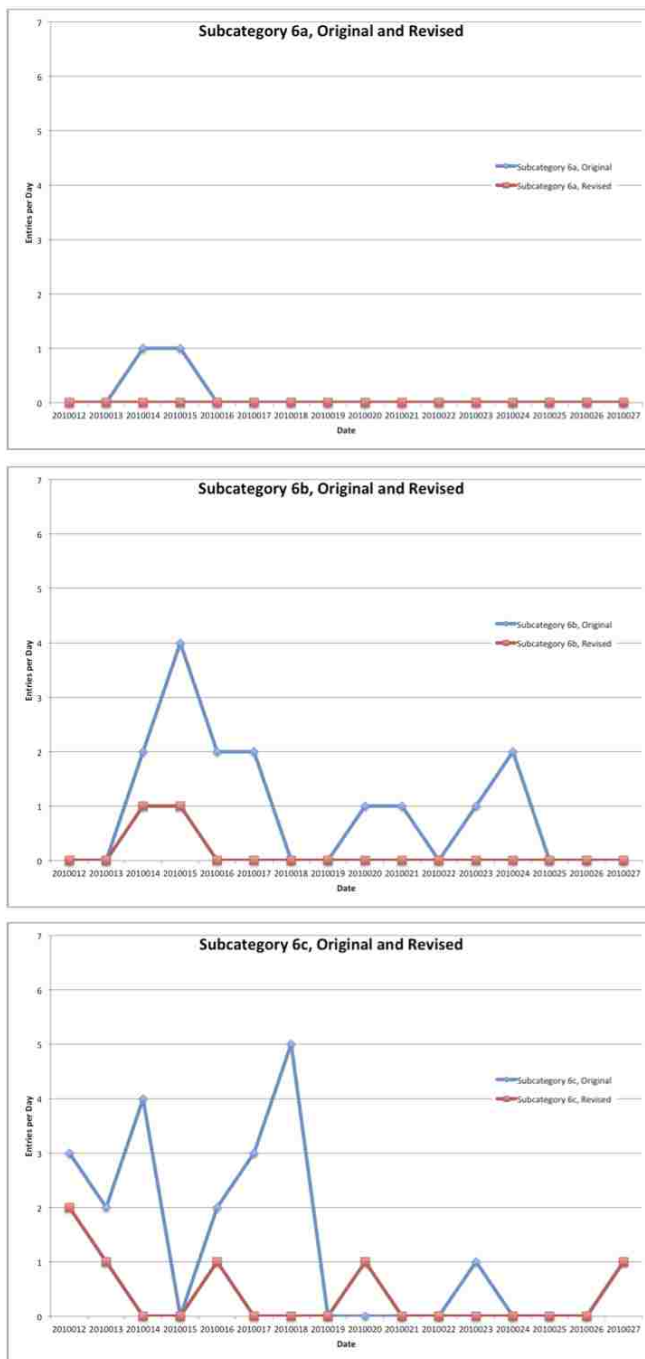 Subcategory 6a, Original and Revised
7
6
5
4
3
2
1
0
Entries per Day
Subcategory 6a, Original
Subcategory 6a, Revised
2010012 2010013 2010014 2010015 2010016 2010017 2010018 2010019 2010020 2010021 2010022 2010023 2010024 2010025 2010026 2010027
Date
Subcategory 6b, Original and Revised
7
6
5
4
3
2
1
0
Entries per Day
Subcategory 6b, Original
Subcategory 6b, Revised
2010012 2010013 2010014 2010015 2010016 2010017 2010018 2010019 2010020 2010021 2010022 2010023 2010024 2010025 2010026 2010027
Date
Subcategory 6c, Original and Revised
7
6
5
4
3
2
1
0
Entries per Day
Subcategory 6c, Original
Subcategory 6c, Revised
2010012 2010013 2010014 2010015 2010016 2010017 2010018 2010019 2010020 2010021 2010022 2010023 2010024 2010025 2010026 2010027
Date